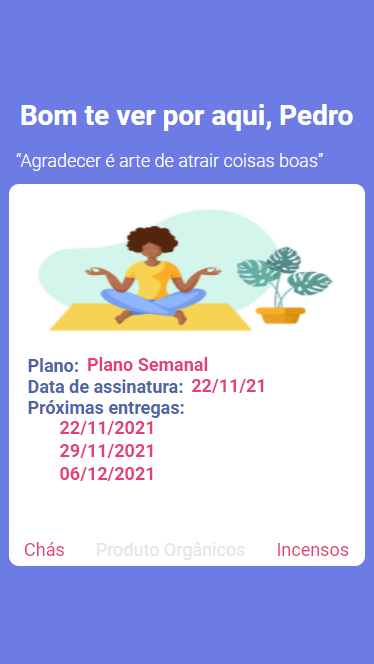 Bom te ver por aqui, Pedro
“Agradecer é arte de atrair coisas boas”
Plano: Plano Semanal
Data de assinatura: 22/11/21
Próximas entregas:
22/11/2021
29/11/2021
06/12/2021
Chás Produto Orgânicos Incensos